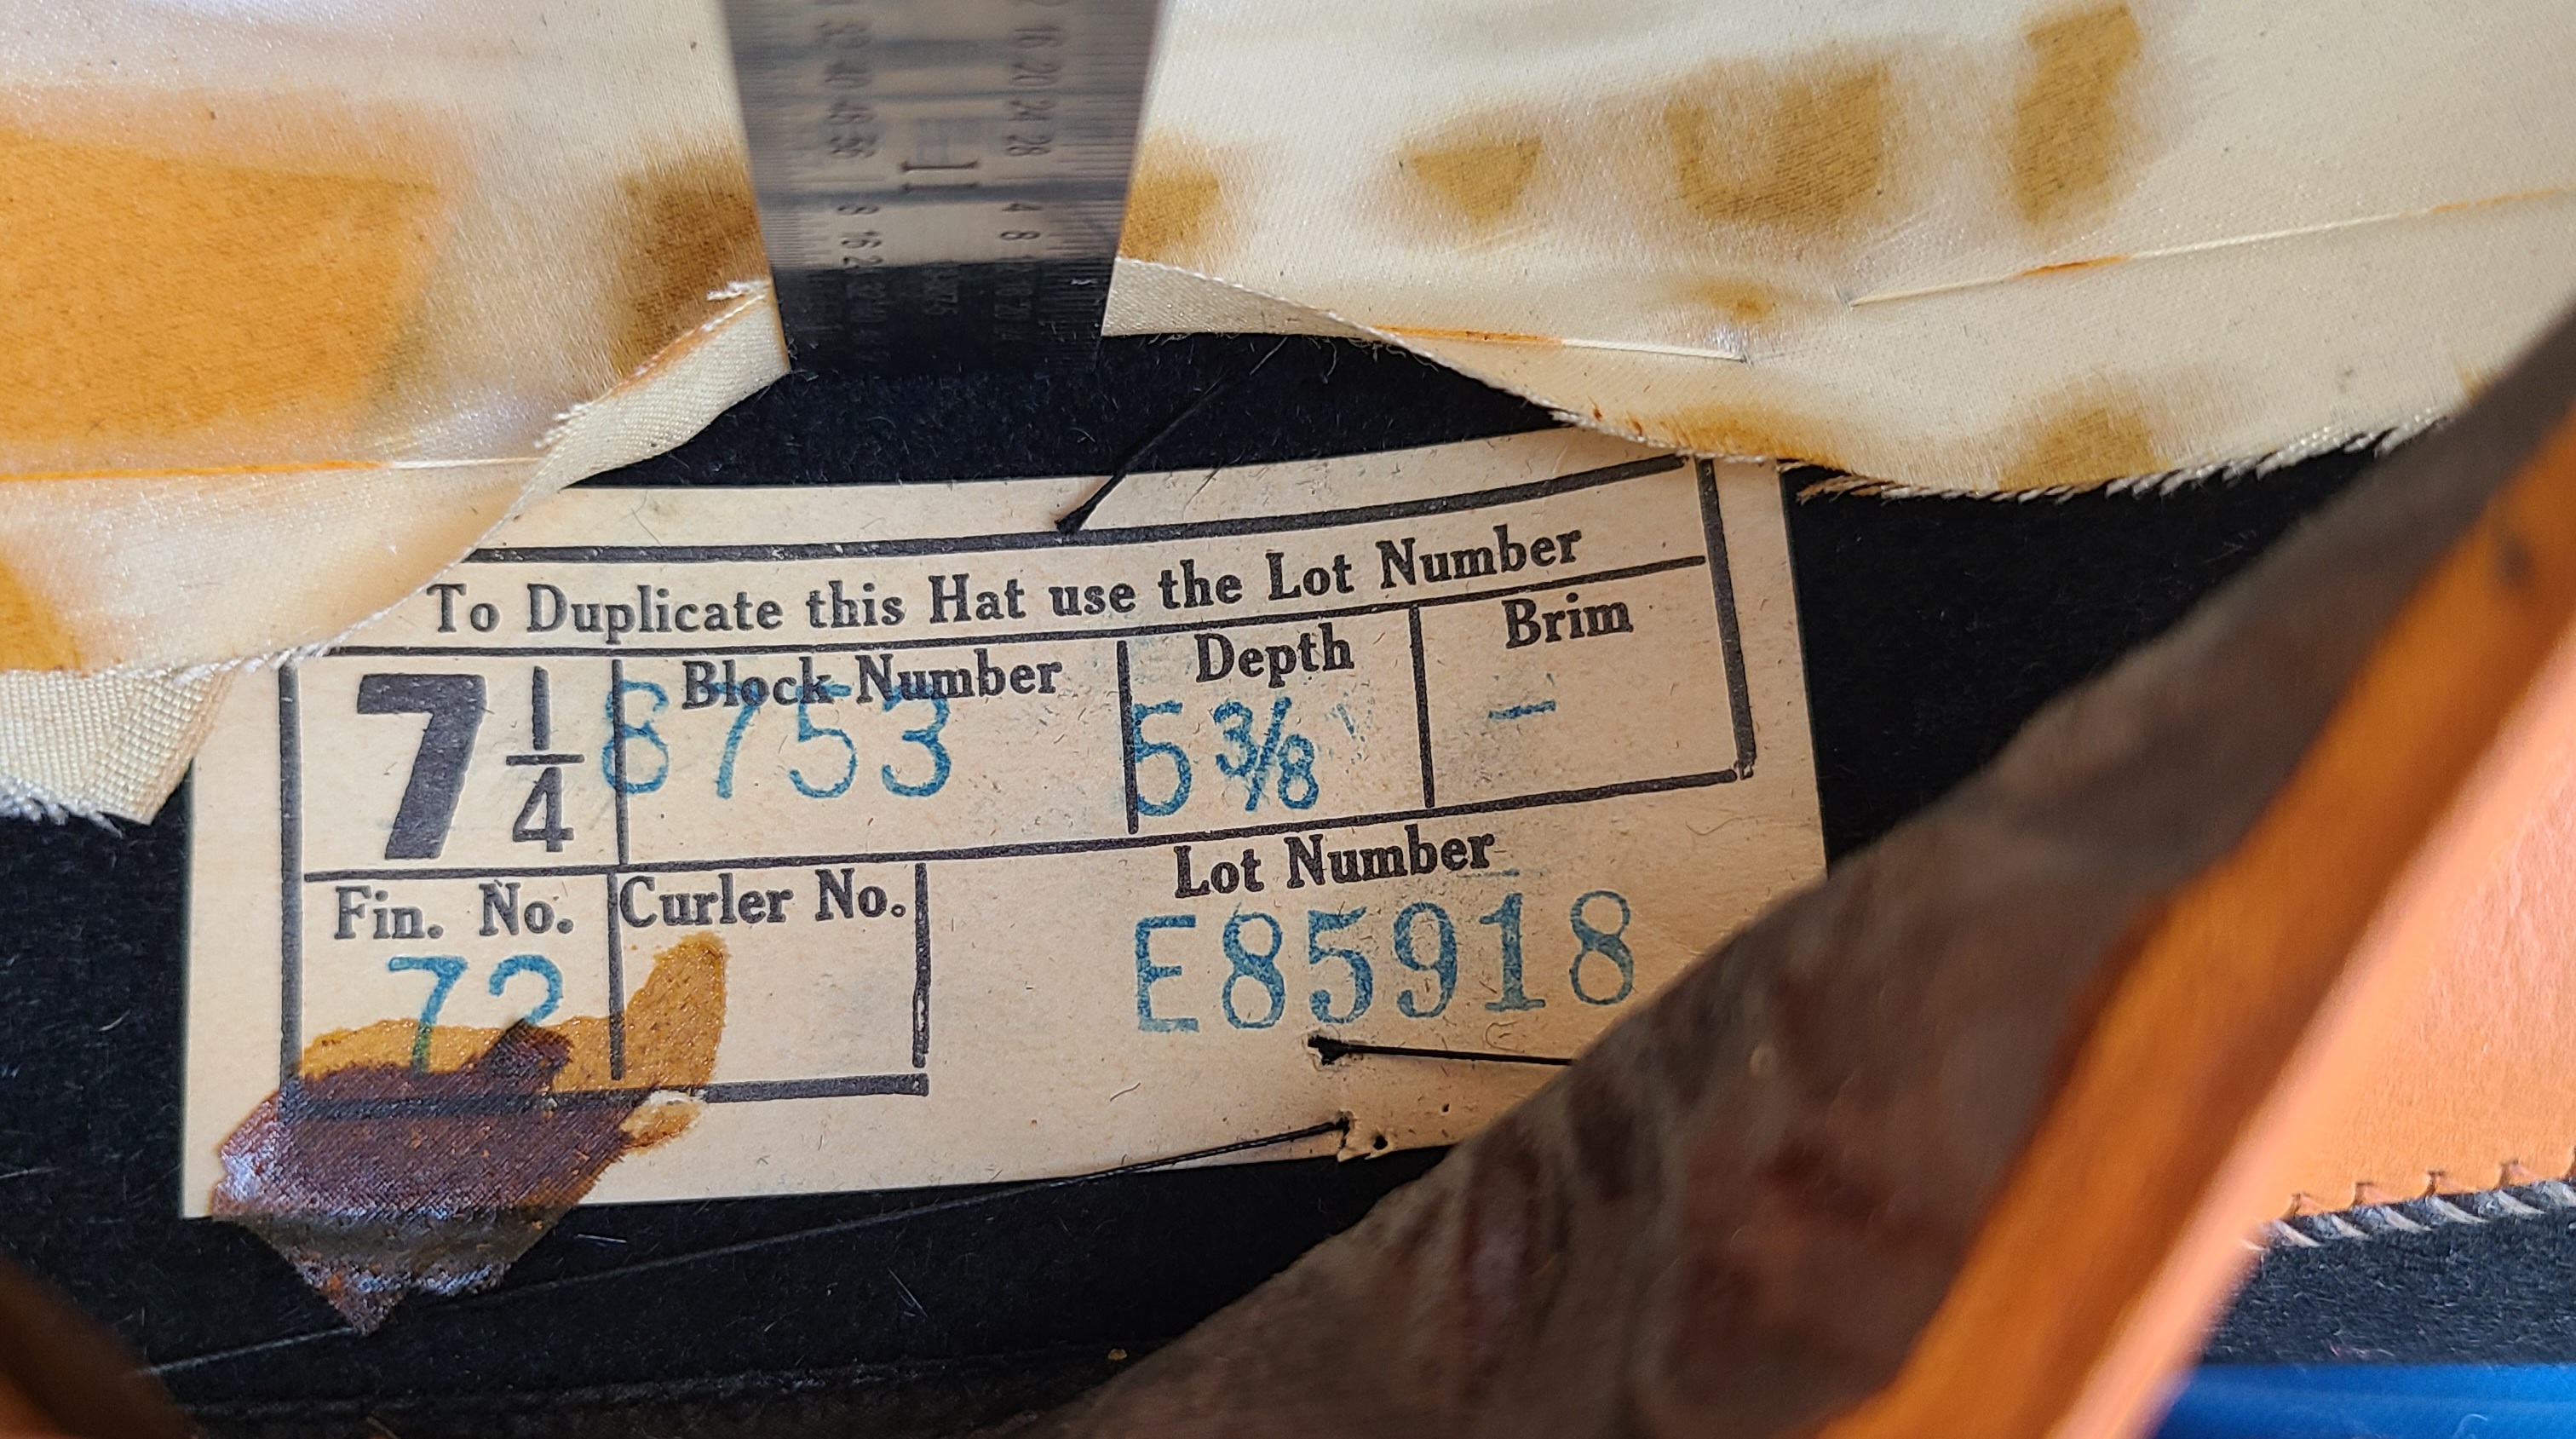 To Duplicate this Hat use the Lot Number
7 1/4 Block Number Depth Brim
8753 5 3/8 –
Fin. No. Curler No. Lot Number
72 E85918